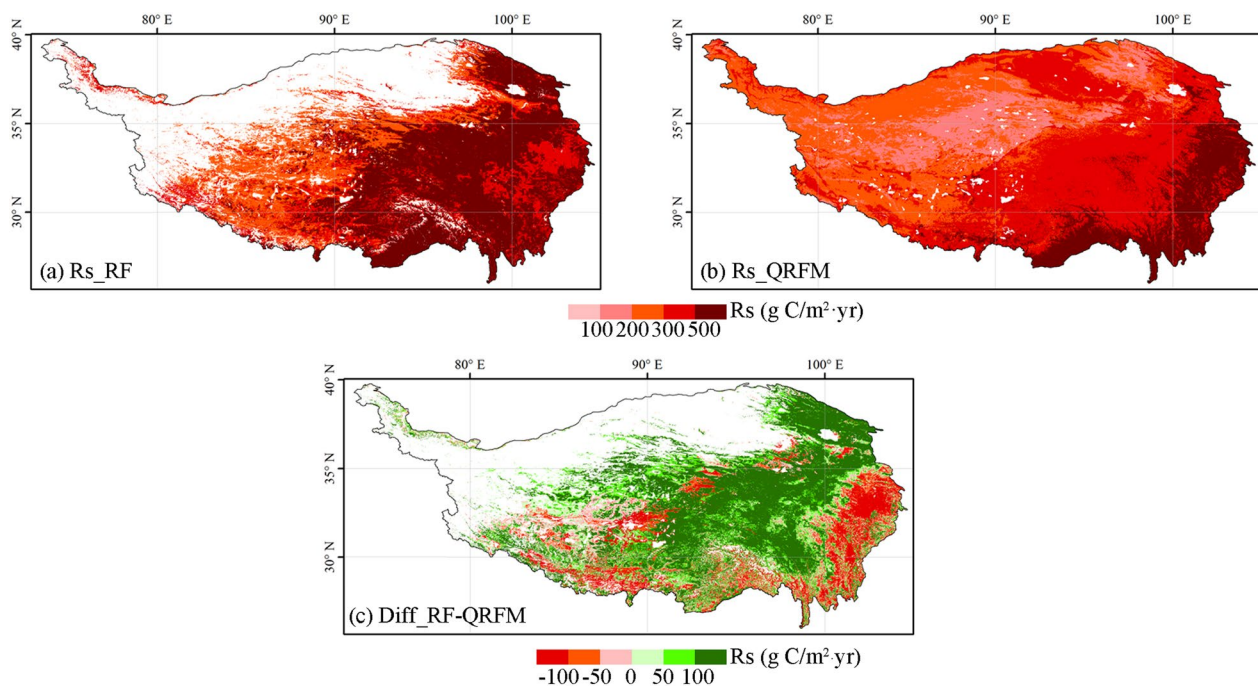 80° E 90° E 100° E
40° N
35° N
30° N
(a) Rs_RF
80° E 90° E 100° E
40° N
35° N
30° N
(b) Rs_QRFM
Rs (g C/m²·yr)
100 200 300 500
80° E 90° E 100° E
40° N
35° N
30° N
(c) Diff_RF-QRFM
Rs (g C/m²·yr)
-100 -50 0 50 100